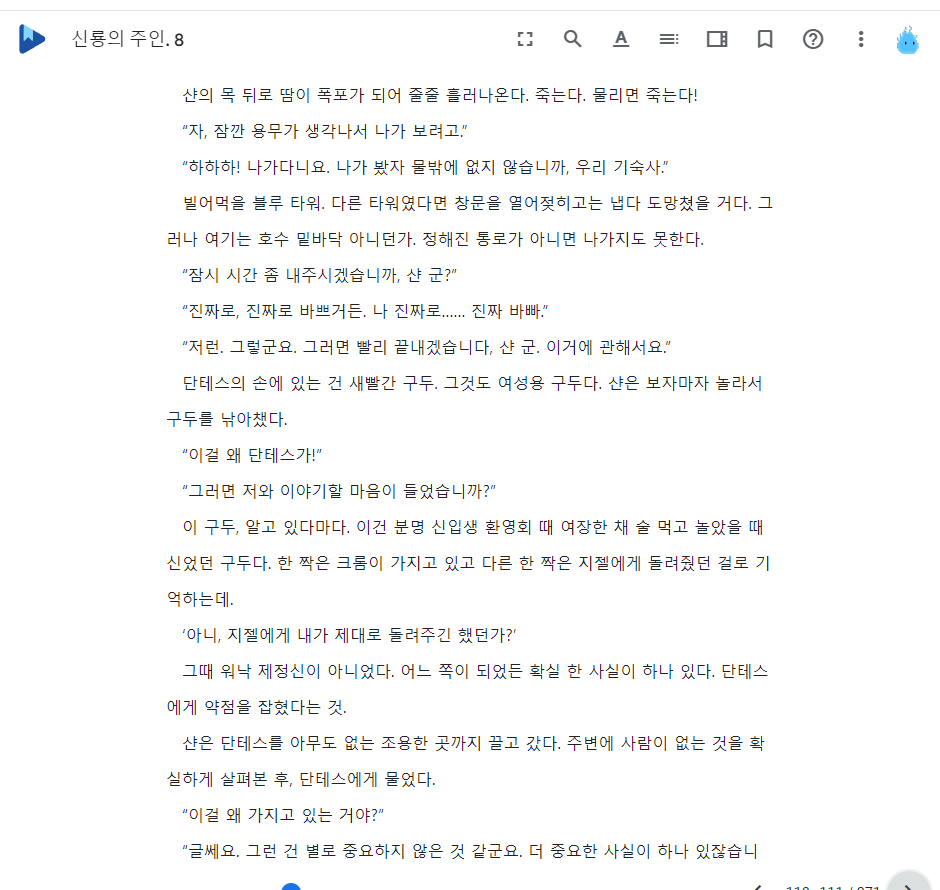 신룡의 주인. 8
샨의 목 뒤로 땀이 폭포가 되어 줄줄 흘러나온다. 죽는다. 물리면 죽는다!
“자, 잠깐 용무가 생각나서 나가 보려고.”
“하하하! 나가다니요. 나가 봤자 물밖에 없지 않습니까, 우리 기숙사.”
빌어먹을 블루 타워. 다른 타워였다면 창문을 열어젖히고는 냅다 도망쳤을 거다. 그
러나 여기는 호수 밑바닥 아니던가. 정해진 통로가 아니면 나가지도 못한다.
“잠시 시간 좀 내주시겠습니까, 샨 군?”
“진짜로, 진짜로 바쁘거든. 나 진짜로…… 진짜 바빠.”
“저런. 그렇군요. 그러면 빨리 끝내겠습니다, 샨 군. 이거에 관해서요.”
단테스의 손에 있는 건 새빨간 구두. 그것도 여성용 구두다. 샨은 보자마자 놀라서
구두를 낚아챘다.
“이걸 왜 단테스가!”
“그러면 저와 이야기할 마음이 들었습니까?”
이 구두, 알고 있다마다. 이건 분명 신입생 환영회 때 여장한 채 술 먹고 놀았을 때
신었던 구두다. 한 짝은 크롬이 가지고 있고 다른 한 짝은 지젤에게 돌려줬던 걸로 기
억하는데.
‘아니, 지젤에게 내가 제대로 돌려주긴 했던가?’
그때 워낙 제정신이 아니었다. 어느 쪽이 되었든 확실 한 사실이 하나 있다. 단테스
에게 약점을 잡혔다는 것.
샨은 단테스를 아무도 없는 조용한 곳까지 끌고 갔다. 주변에 사람이 없는 것을 확
실하게 살펴본 후, 단테스에게 물었다.
“이걸 왜 가지고 있는 거야?”
“글쎄요. 그런 건 별로 중요하지 않은 것 같군요. 더 중요한 사실이 하나 있잖습니